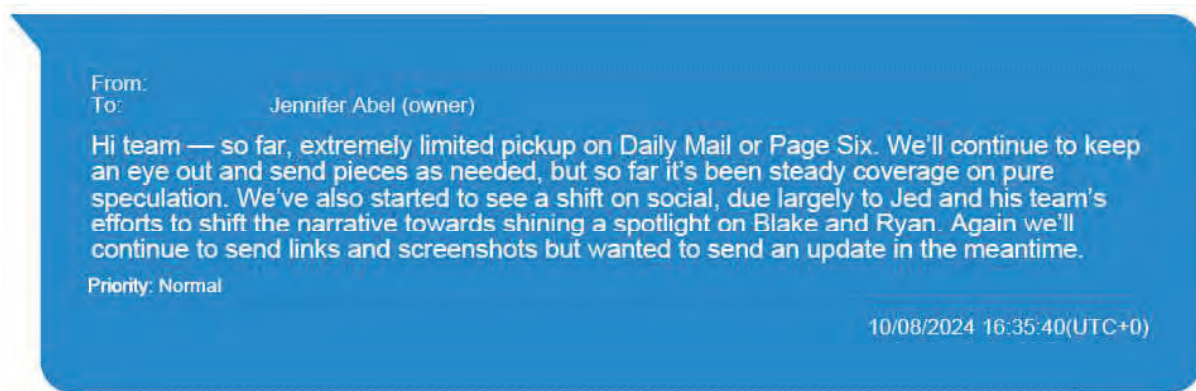 From:
To: Jennifer Abel (owner)
Hi team — so far, extremely limited pickup on Daily Mail or Page Six. We'll continue to keep
an eye out and send pieces as needed, but so far it's been steady coverage on pure
speculation. We've also started to see a shift on social, due largely to Jed and his team's
efforts to shift the narrative towards shining a spotlight on Blake and Ryan. Again we'll
continue to send links and screenshots but wanted to send an update in the meantime.
Priority: Normal
10/08/2024 16:35:40(UTC+0)